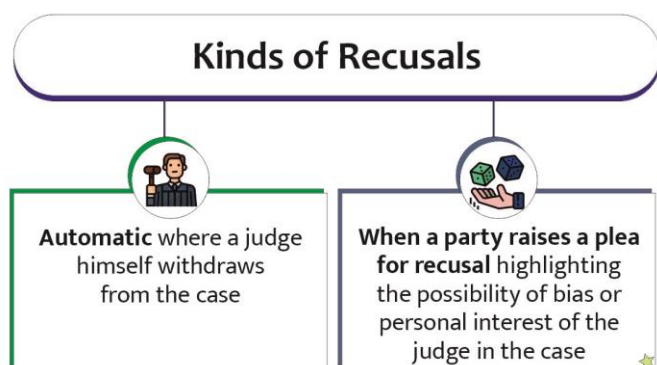 Kinds of Recusals
Automatic where a judge
himself withdraws
from the case
When a party raises a plea
for recusal highlighting
the possibility of bias or
personal interest of the
judge in the case